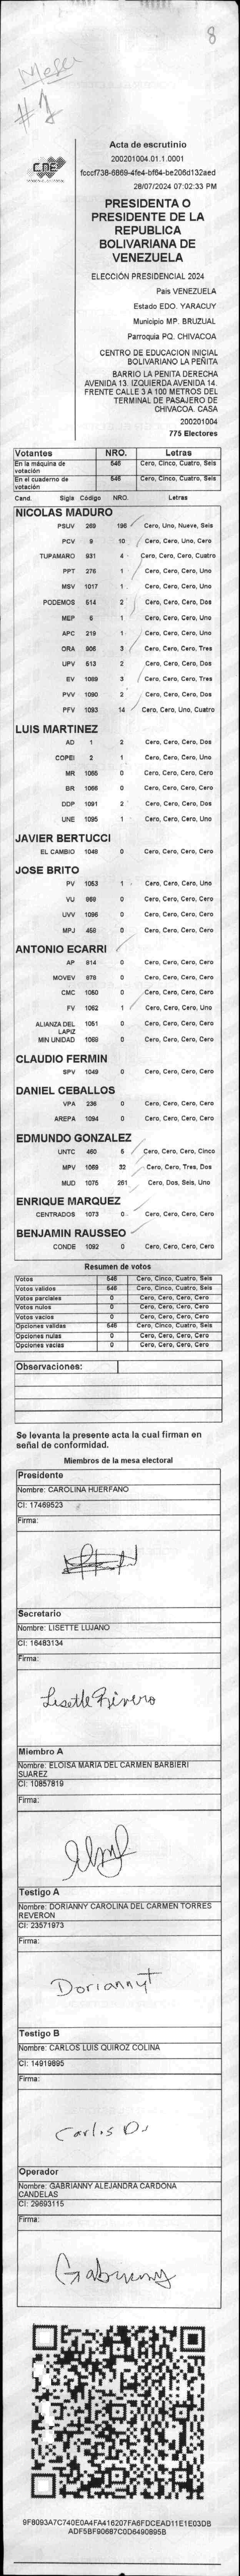 8
Mesa
#1
CNE
Acta de escrutinio
200201004.01.1.0001
fcccf738-6869-4fe4-bf64-be206d132aed
28/07/2024 07:02:33 PM
PRESIDENTA O
PRESIDENTE DE LA
REPUBLICA
BOLIVARIANA DE
VENEZUELA
ELECCIÓN PRESIDENCIAL 2024
Pais VENEZUELA
Estado EDO. YARACUY
Municipio MP. BRUZUAL
Parroquia PQ. CHIVACOA
CENTRO DE EDUCACION INICIAL
BOLIVARIANO LA PEÑITA
BARRIO LA PENITA DERECHA
AVENIDA 13. IZQUIERDA AVENIDA 14.
FRENTE CALLE 3 A 100 METROS DEL
TERMINAL DE PASAJERO DE
CHIVACOA. CASA
200201004
775 Electores
Votantes NRO. Letras
En la máquina de votación 546 Cero, Cinco, Cuatro, Seis
En el cuaderno de votación 546 Cero, Cinco, Cuatro, Seis
Cand. Sigla Código NRO. Letras
NICOLAS MADURO
PSUV 269 196 Cero, Uno, Nueve, Seis
PCV 9 10 Cero, Cero, Uno, Cero
TUPAMARO 931 4 Cero, Cero, Cero, Cuatro
PPT 276 1 Cero, Cero, Cero, Uno
MSV 1017 1 Cero, Cero, Cero, Uno
PODEMOS 514 2 Cero, Cero, Cero, Dos
MEP 6 1 Cero, Cero, Cero, Uno
APC 219 1 Cero, Cero, Cero, Uno
ORA 906 3 Cero, Cero, Cero, Tres
UPV 513 2 Cero, Cero, Cero, Dos
EV 1089 3 Cero, Cero, Cero, Tres
PVV 1090 2 Cero, Cero, Cero, Dos
PFV 1093 14 Cero, Cero, Uno, Cuatro
LUIS MARTINEZ
AD 1 2 Cero, Cero, Cero, Dos
COPEI 2 1 Cero, Cero, Cero, Uno
MR 1065 0 Cero, Cero, Cero, Cero
BR 1066 0 Cero, Cero, Cero, Cero
DDP 1091 2 Cero, Cero, Cero, Dos
UNE 1095 1 Cero, Cero, Cero, Uno
JAVIER BERTUCCI
EL CAMBIO 1048 0 Cero, Cero, Cero, Cero
JOSE BRITO
PV 1053 1 Cero, Cero, Cero, Uno
VU 968 0 Cero, Cero, Cero, Cero
UVV 1096 0 Cero, Cero, Cero, Cero
MPJ 458 0 Cero, Cero, Cero, Cero
ANTONIO ECARRI
AP 814 0 Cero, Cero, Cero, Cero
MOVEV 878 0 Cero, Cero, Cero, Cero
CMC 1050 0 Cero, Cero, Cero, Cero
FV 1062 1 Cero, Cero, Cero, Uno
ALIANZA DEL LAPIZ 1051 0 Cero, Cero, Cero, Cero
MIN UNIDAD 1088 0 Cero, Cero, Cero, Cero
CLAUDIO FERMIN
SPV 1049 0 Cero, Cero, Cero, Cero
DANIEL CEBALLOS
VPA 236 0 Cero, Cero, Cero, Cero
AREPA 1094 0 Cero, Cero, Cero, Cero
EDMUNDO GONZALEZ
UNTC 460 5 Cero, Cero, Cero, Cinco
MPV 1069 32 Cero, Cero, Tres, Dos
MUD 1075 261 Cero, Dos, Seis, Uno
ENRIQUE MARQUEZ
CENTRADOS 1073 0 Cero, Cero, Cero, Cero
BENJAMIN RAUSSEO
CONDE 1092 0 Cero, Cero, Cero, Cero
Resumen de votos
Votos 546 Cero, Cinco, Cuatro, Seis
Votos validos 546 Cero, Cinco, Cuatro, Seis
Votos parciales 0 Cero, Cero, Cero, Cero
Votos nulos 0 Cero, Cero, Cero, Cero
Votos vacios 0 Cero, Cero, Cero, Cero
Opciones validas 546 Cero, Cinco, Cuatro, Seis
Opciones nulas 0 Cero, Cero, Cero, Cero
Opciones vacias 0 Cero, Cero, Cero, Cero
Observaciones:
Se levanta la presente acta la cual firman en
señal de conformidad.
Miembros de la mesa electoral
Presidente
Nombre: CAROLINA HUERFANO
CI: 17469523
Firma:
Secretario
Nombre: LISETTE LUJANO
CI: 16483134
Firma:
Lisette Rivero
Miembro A
Nombre: ELOISA MARIA DEL CARMEN BARBIERI
SUAREZ
CI: 10857819
Firma:
Testigo A
Nombre: DORIANNY CAROLINA DEL CARMEN TORRES
REVERON
CI: 23571973
Firma:
Dorianny T
Testigo B
Nombre: CARLOS LUIS QUIROZ COLINA
CI: 14919895
Firma:
Carlos
Operador
Nombre: GABRIANNY ALEJANDRA CARDONA
CANDELAS
CI: 29693115
Firma:
Gabrianny
9F8093A7C740E0A4FA416207FA6FDCEAD11E1E03DB
ADF5BF90687C0D6490895B